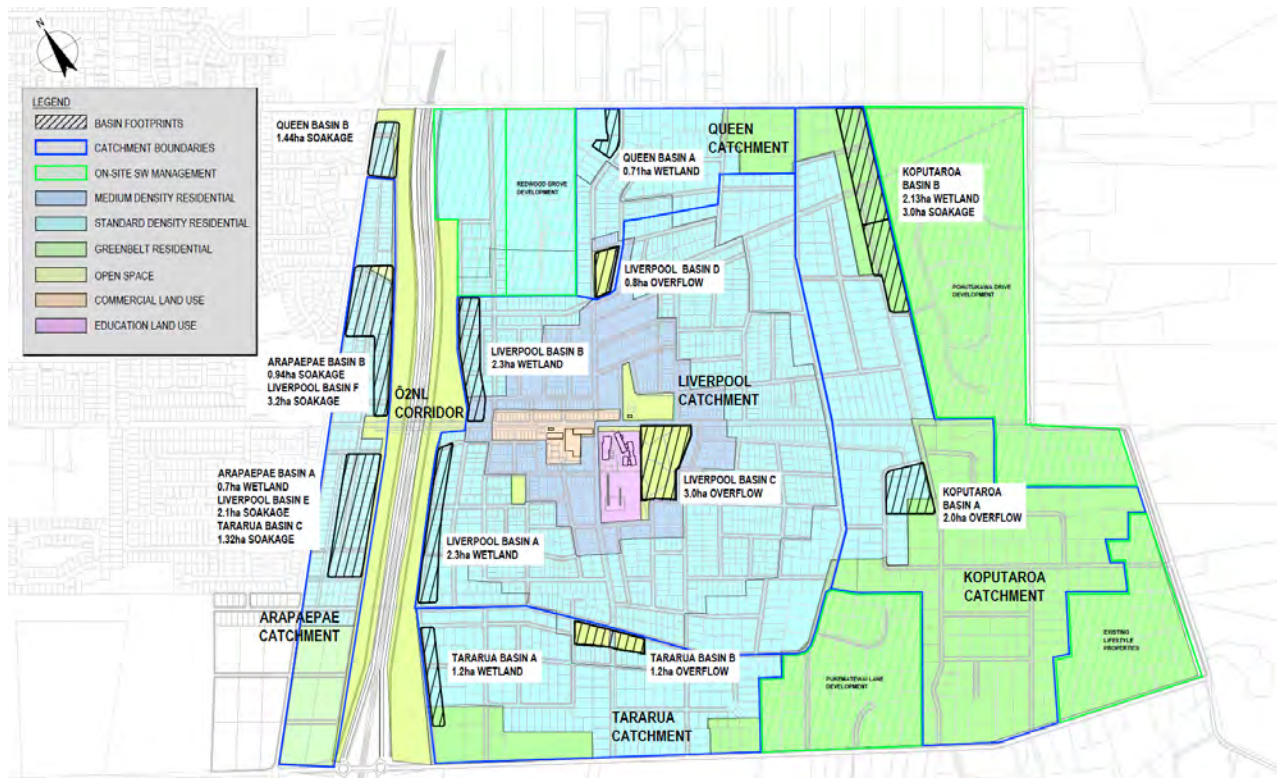 N
LEGEND
BASIN FOOTPRINTS
CATCHMENT BOUNDARIES
ON-SITE SW MANAGEMENT
MEDIUM DENSITY RESIDENTIAL
STANDARD DENSITY RESIDENTIAL
GREENBELT RESIDENTIAL
OPEN SPACE
COMMERCIAL LAND USE
EDUCATION LAND USE
QUEEN BASIN B
1.44ha SOAKAGE
QUEEN
CATCHMENT
QUEEN BASIN A
0.71ha WETLAND
REDWOOD GROVE
DEVELOPMENT
KOPUTAROA
BASIN B
2.13ha WETLAND
3.0ha SOAKAGE
LIVERPOOL BASIN D
0.8ha OVERFLOW
POHUTUKAWA DRIVE
DEVELOPMENT
ARAPAEPAE BASIN B
0.94ha SOAKAGE
LIVERPOOL BASIN F
3.2ha SOAKAGE
LIVERPOOL BASIN B
2.3ha WETLAND
Ō2NL
CORRIDOR
LIVERPOOL
CATCHMENT
ARAPAEPAE BASIN A
0.7ha WETLAND
LIVERPOOL BASIN E
2.1ha SOAKAGE
TARARUA BASIN C
1.32ha SOAKAGE
LIVERPOOL BASIN C
3.0ha OVERFLOW
KOPUTAROA
BASIN A
2.0ha OVERFLOW
LIVERPOOL BASIN A
2.3ha WETLAND
KOPUTAROA
CATCHMENT
ARAPAEPAE
CATCHMENT
EXISTING
LIFESTYLE
PROPERTIES
TARARUA BASIN A
1.2ha WETLAND
TARARUA BASIN B
1.2ha OVERFLOW
PUKEMATEWAI LANE
DEVELOPMENT
TARARUA
CATCHMENT